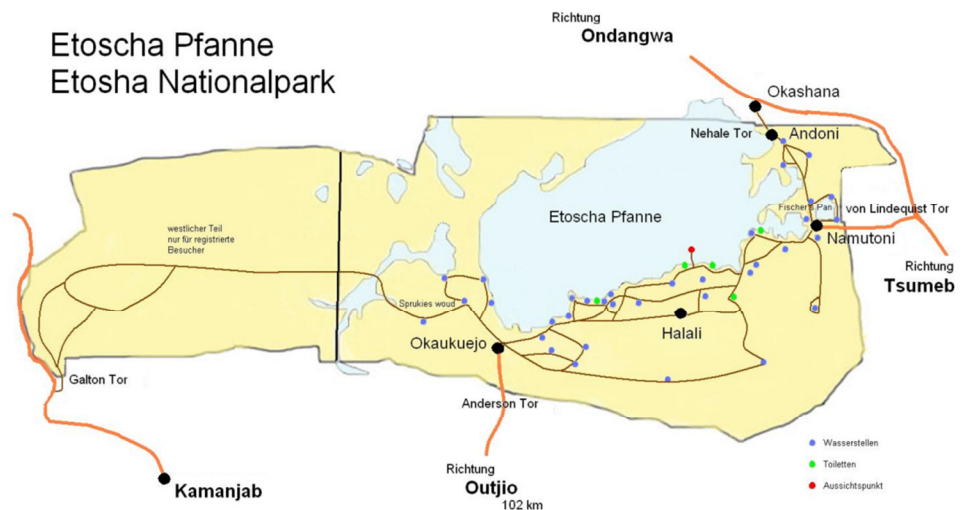 Etoscha Pfanne
Etosha Nationalpark
Richtung
Ondangwa
Okashana
Nehale Tor
Andoni
westlicher Teil
nur für registrierte
Besucher
Etoscha Pfanne
Fischer's Pan
von Lindequist Tor
Namutoni
Richtung
Tsumeb
Sprukies woud
Okaukuejo
Halali
Galton Tor
Anderson Tor
Richtung
Outjio
102 km
Kamanjab
Wasserstellen
Toiletten
Aussichtspunkt